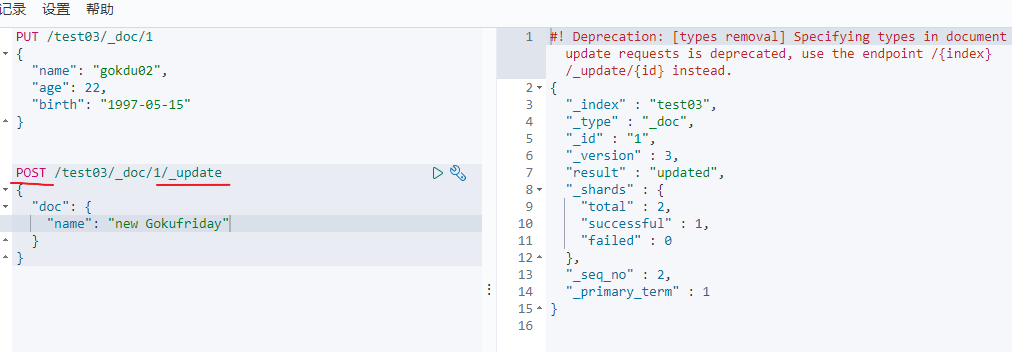 记录 设置 帮助
PUT /test03/_doc/1
{
"name": "gokdu02",
"age": 22,
"birth": "1997-05-15"
}
POST /test03/_doc/1/_update
{
"doc": {
"name": "new Gokufriday"
}
}
1 #! Deprecation: [types removal] Specifying types in document
update requests is deprecated, use the endpoint /{index}
/_update/{id} instead.
2 {
3 "_index" : "test03",
4 "_type" : "_doc",
5 "_id" : "1",
6 "_version" : 3,
7 "result" : "updated",
8 "_shards" : {
9 "total" : 2,
10 "successful" : 1,
11 "failed" : 0
12 },
13 "_seq_no" : 2,
14 "_primary_term" : 1
15 }
16